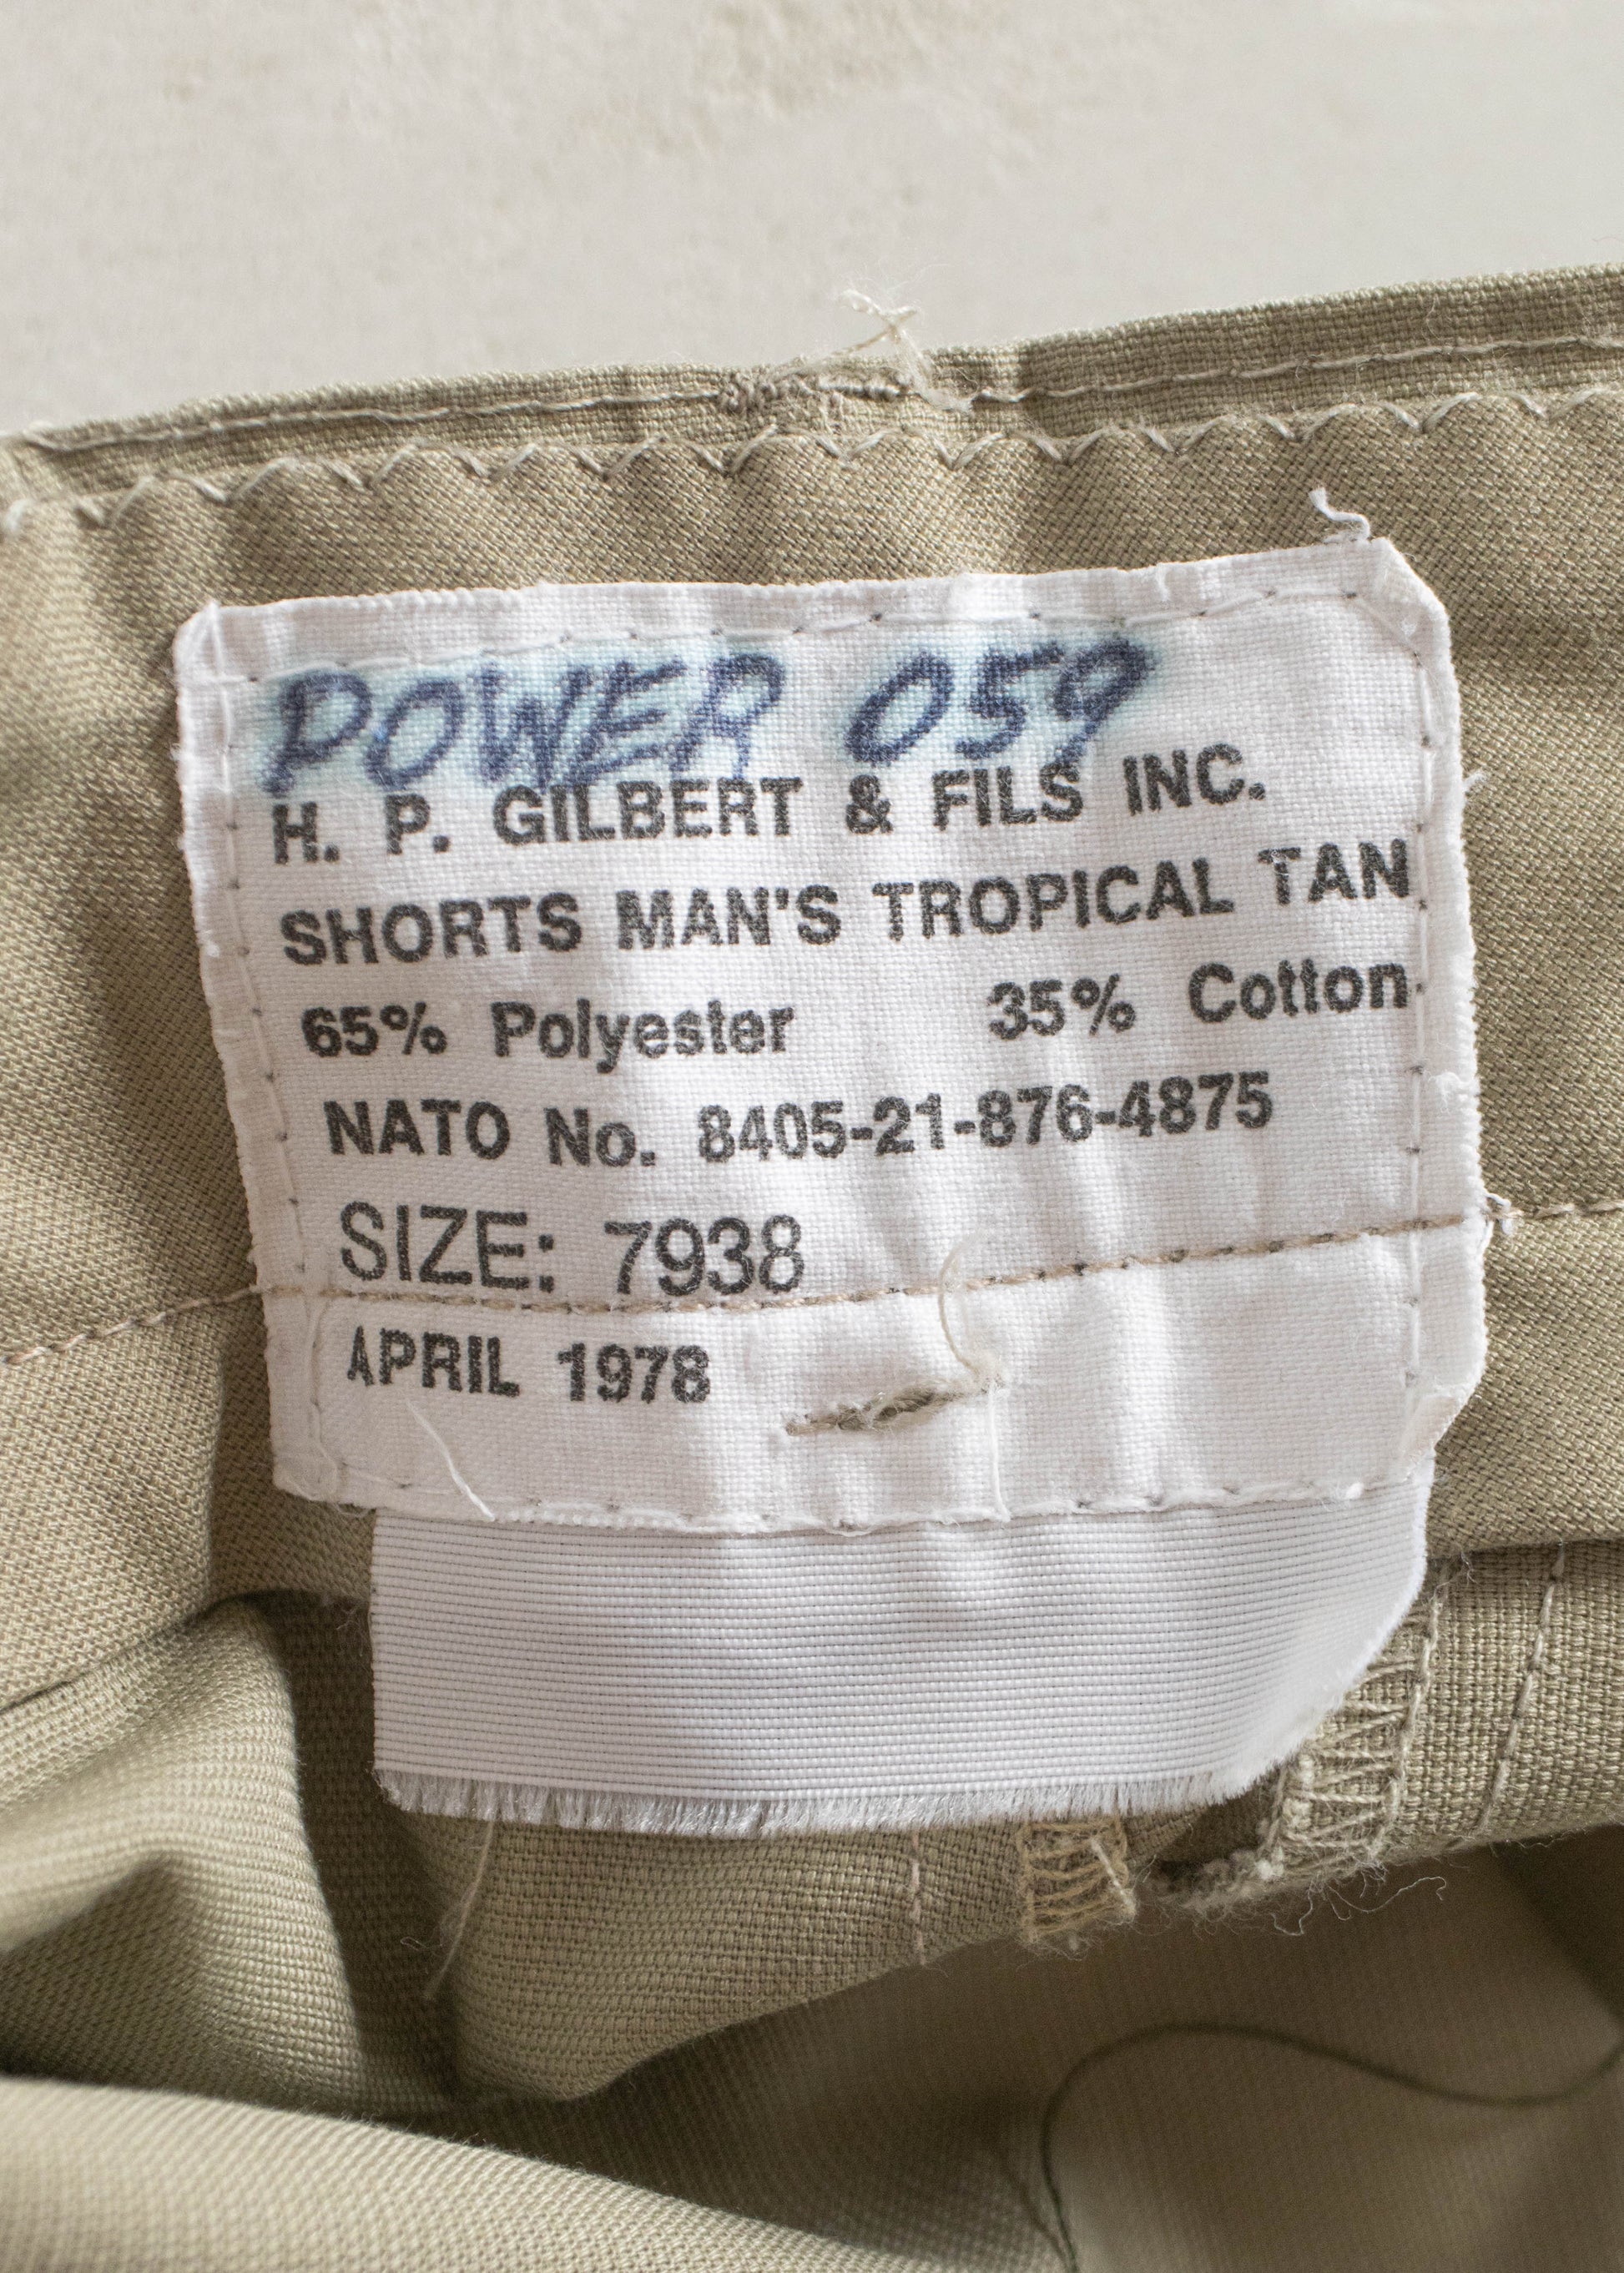 POWER 059
H. P. GILBERT & FILS INC.
SHORTS MAN'S TROPICAL TAN
65% Polyester 35% Cotton
NATO No. 8405-21-876-4875
SIZE: 7938
APRIL 1978